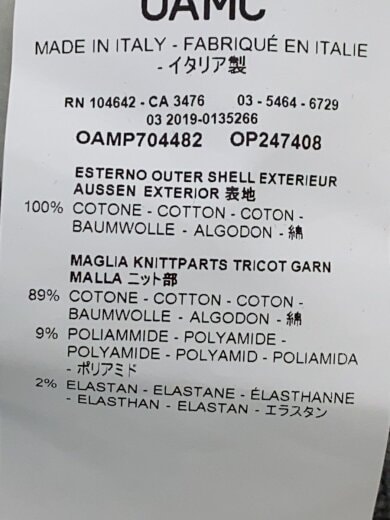 OAMC
MADE IN ITALY - FABRIQUÉ EN ITALIE
- イタリア製
RN 104642 - CA 3476 03 - 5464 - 6729
03 2019-0135266
OAMP704482 OP247408
ESTERNO OUTER SHELL EXTERIEUR
AUSSEN EXTERIOR 表地
100% COTONE - COTTON - COTON -
BAUMWOLLE - ALGODON - 綿
MAGLIA KNITTPARTS TRICOT GARN
MALLA ニット部
89% COTONE - COTTON - COTON -
BAUMWOLLE - ALGODON - 綿
9% POLIAMMIDE - POLYAMIDE -
POLYAMIDE - POLYAMID - POLIAMIDA
- ポリアミド
2% ELASTAN - ELASTANE - ÉLASTHANNE
- ELASTHAN - ELASTAN - エラスタン